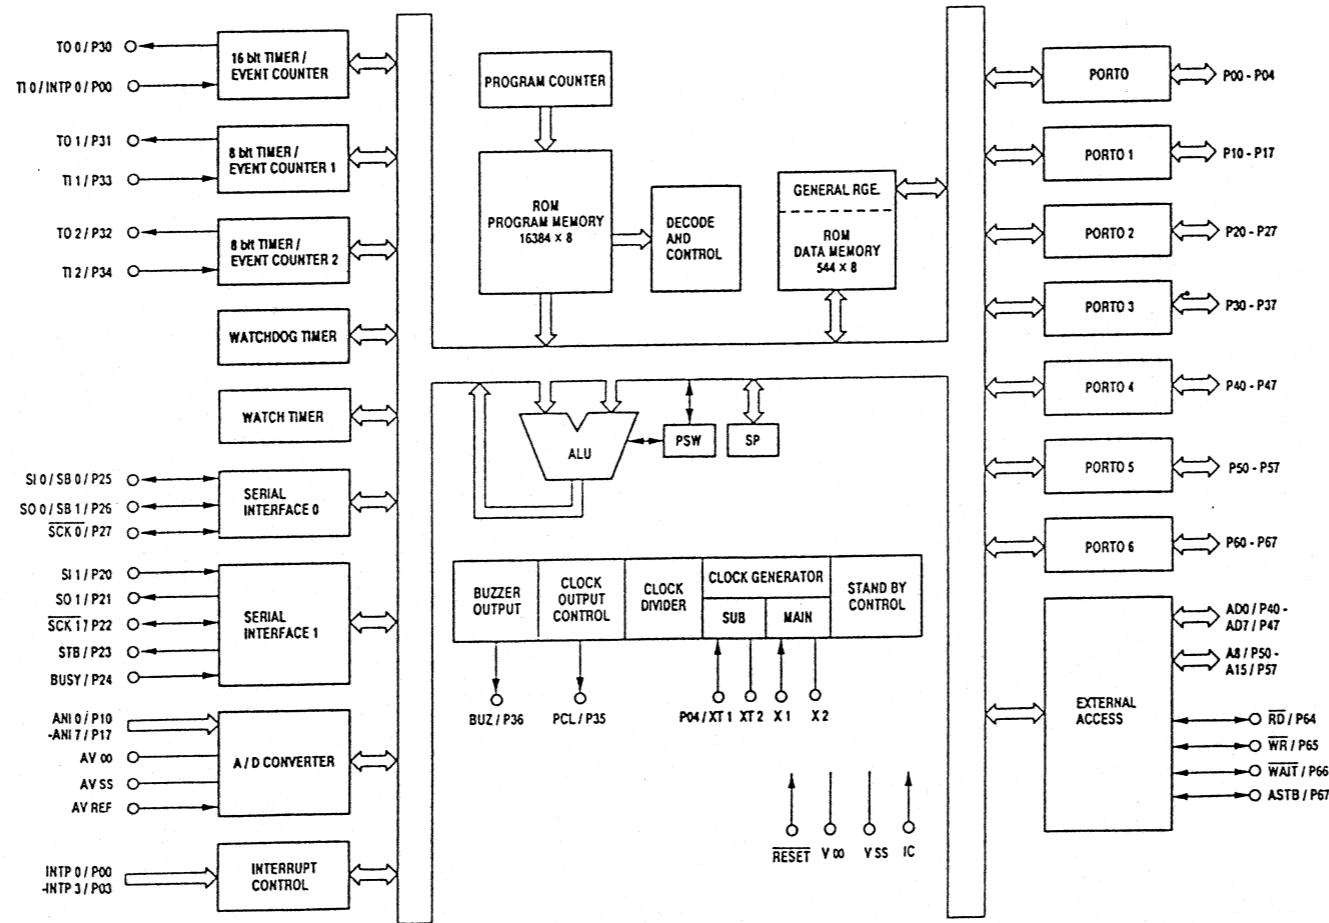 TO 0 / P30
TI 0 / INTP 0 / P00
16 bit TIMER /
EVENT COUNTER
TO 1 / P31
TI 1 / P33
8 bit TIMER /
EVENT COUNTER 1
TO 2 / P32
TI 2 / P34
8 bit TIMER /
EVENT COUNTER 2
WATCHDOG TIMER
WATCH TIMER
SI 0 / SB 0 / P25
SO 0 / SB 1 / P26
SCK 0 / P27
SERIAL
INTERFACE 0
SI 1 / P20
SO 1 / P21
SCK 1 / P22
STB / P23
BUSY / P24
SERIAL
INTERFACE 1
ANI 0 / P10
-ANI 7 / P17
AV 00
AV SS
AV REF
A / D CONVERTER
INTP 0 / P00
-INTP 3 / P03
INTERRUPT
CONTROL
PROGRAM COUNTER
ROM
PROGRAM MEMORY
16384 × 8
DECODE
AND
CONTROL
GENERAL RGE.
ROM
DATA MEMORY
544 × 8
ALU
PSW
SP
BUZZER
OUTPUT
CLOCK
OUTPUT
CONTROL
CLOCK
DIVIDER
CLOCK GENERATOR
SUB
MAIN
STAND BY
CONTROL
BUZ / P36
PCL / P35
P04 / XT 1
XT 2
X 1
X 2
RESET
V 00
V SS
IC
PORTO
P00 - P04
PORTO 1
P10 - P17
PORTO 2
P20 - P27
PORTO 3
P30 - P37
PORTO 4
P40 - P47
PORTO 5
P50 - P57
PORTO 6
P60 - P67
EXTERNAL
ACCESS
AD0 / P40 -
AD7 / P47
A8 / P50 -
A15 / P57
RD / P64
WR / P65
WAIT / P66
ASTB / P67